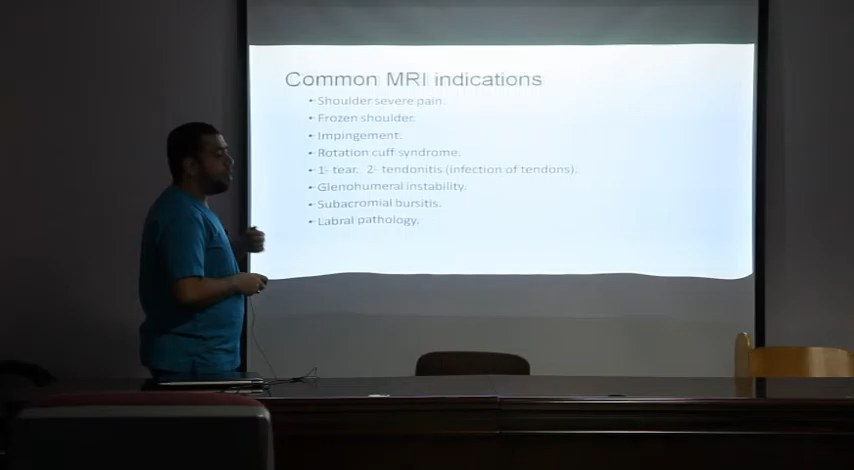 Common MRI indications
• Shoulder severe pain.
• Frozen shoulder.
• Impingement.
• Rotation cuff syndrome.
• 1- tear. 2- tendonitis (infection of tendons).
• Glenohumeral instability.
• Subacromial bursitis.
• Labral pathology.